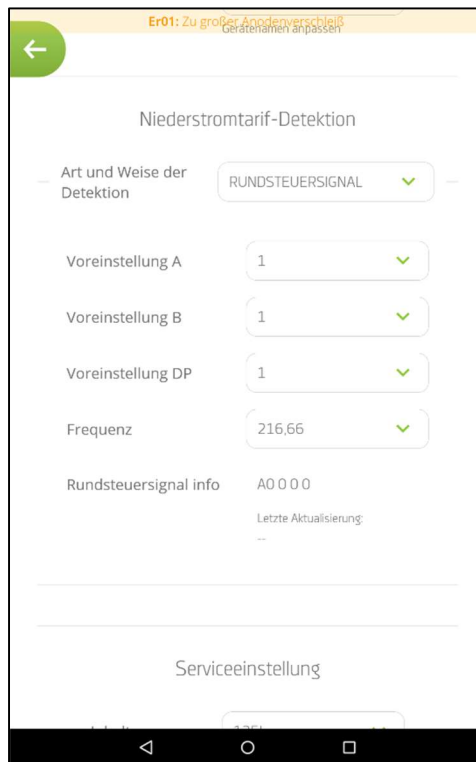 Er01: Zu großer Anodenverschleiß
Gerätenamen anpassen
Niederstromtarif-Detektion
Art und Weise der
Detektion
RUNDSTEUERSIGNAL
Voreinstellung A
1
Voreinstellung B
1
Voreinstellung DP
1
Frequenz
216,66
Rundsteuersignal info
A0 0 0 0
Letzte Aktualisierung:
--
Serviceeinstellung